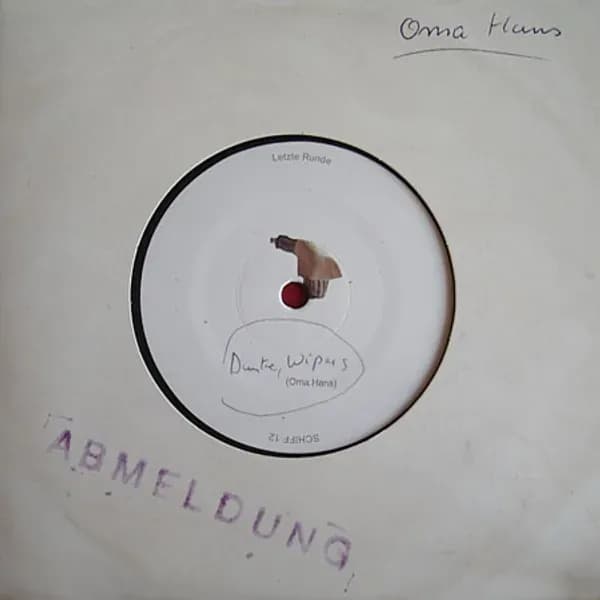 Oma Hans
Letzte Runde
Danke, Wipers
(Oma Hans)
SCHIFF 12
ABMELDUNG